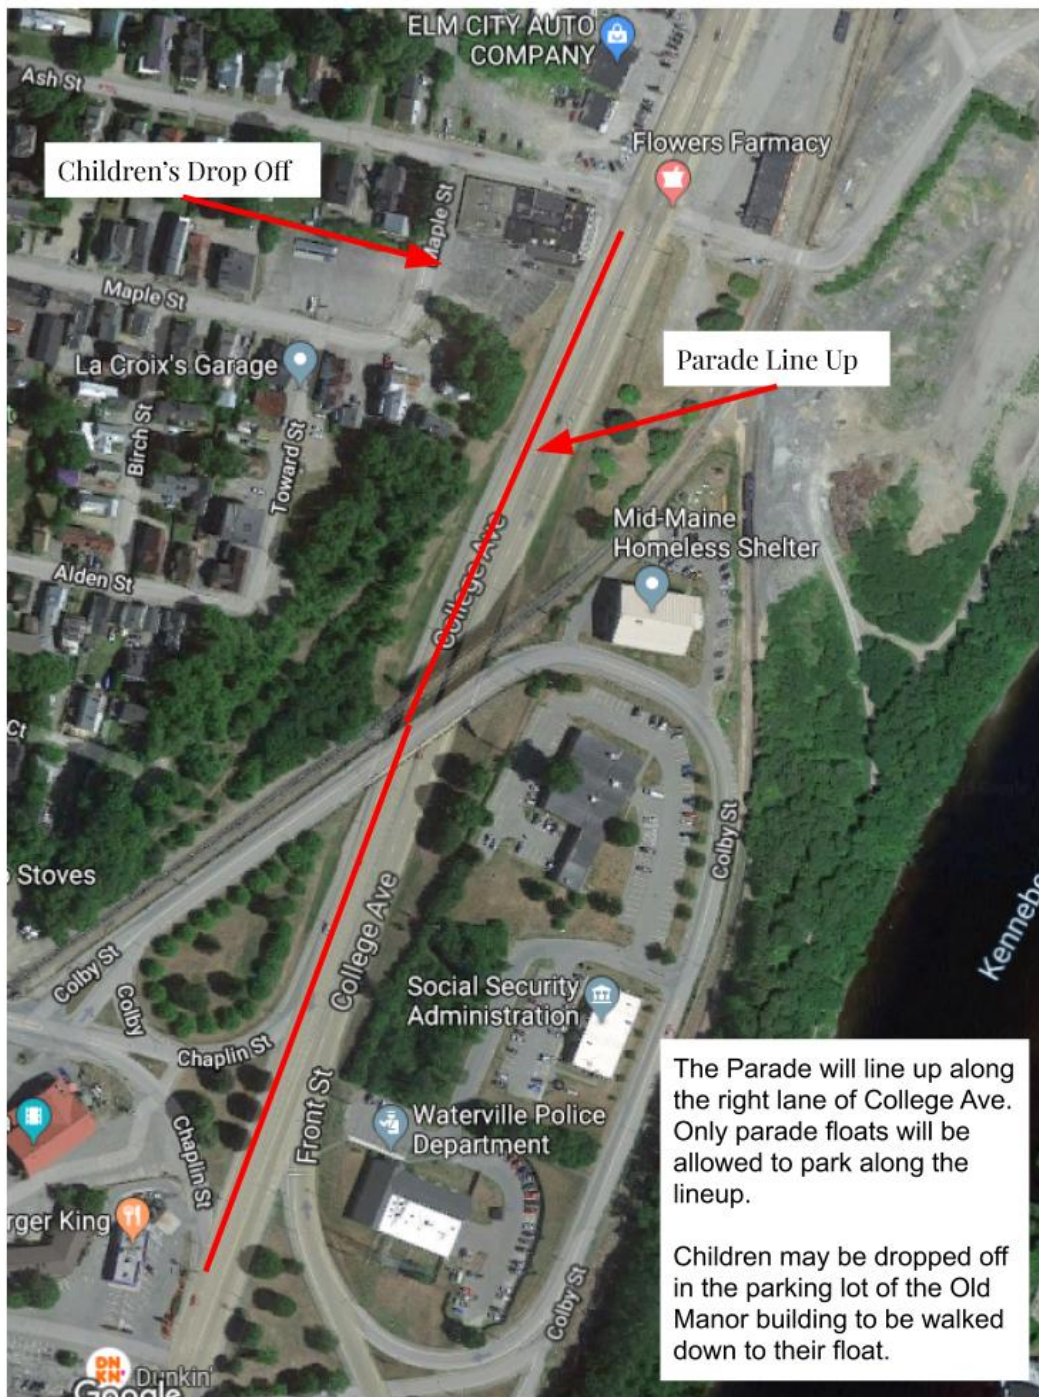 ELM CITY AUTO
COMPANY
Ash St
Flowers Farmacy
Children's Drop Off
Maple St
Maple St
La Croix's Garage
Parade Line Up
Birch St
Toward St
College Ave
Mid-Maine
Homeless Shelter
Alden St
Ct
Colby St
Stoves
College Ave
Colby St
Colby
Social Security
Administration
Chaplin St
Front St
Waterville Police
Department
Chaplin St
rger King
Colby St
DN
KN'
Dunkin'
Google
Kennebe
The Parade will line up along
the right lane of College Ave.
Only parade floats will be
allowed to park along the
lineup.
Children may be dropped off
in the parking lot of the Old
Manor building to be walked
down to their float.